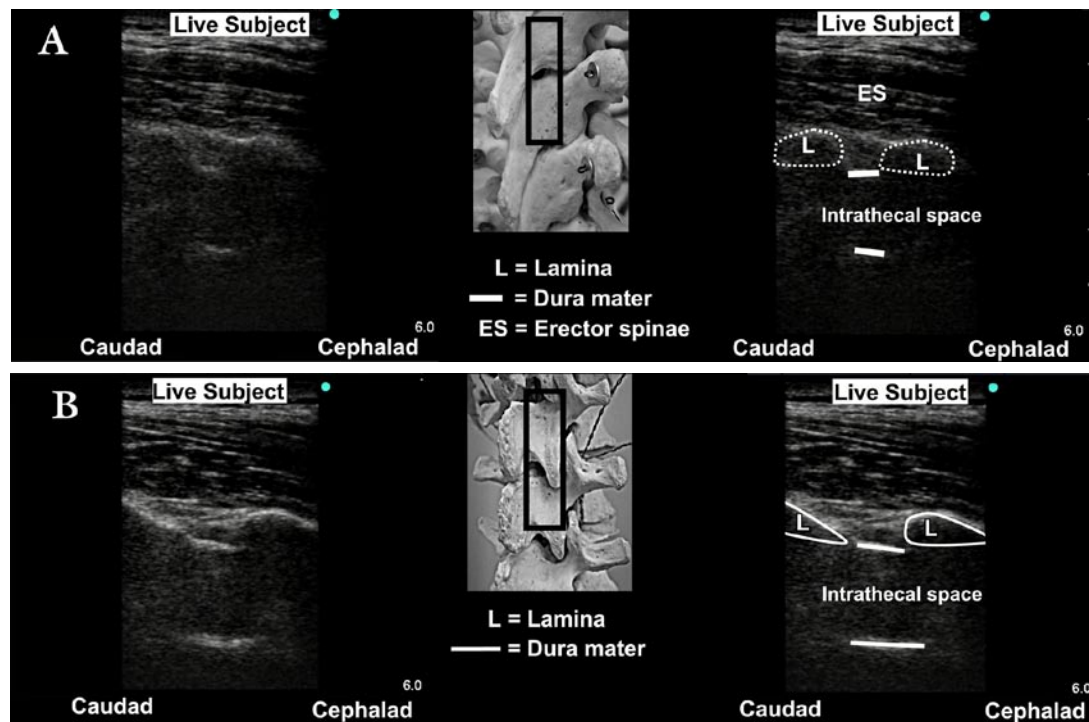 A
Live Subject
Live Subject
ES
L
L
Intrathecal space
L = Lamina
= Dura mater
ES = Erector spinae
6.0
6.0
Caudad
Cephalad
Caudad
Cephalad
B
Live Subject
Live Subject
L
L
Intrathecal space
L = Lamina
= Dura mater
6.0
6.0
Caudad
Cephalad
Caudad
Cephalad